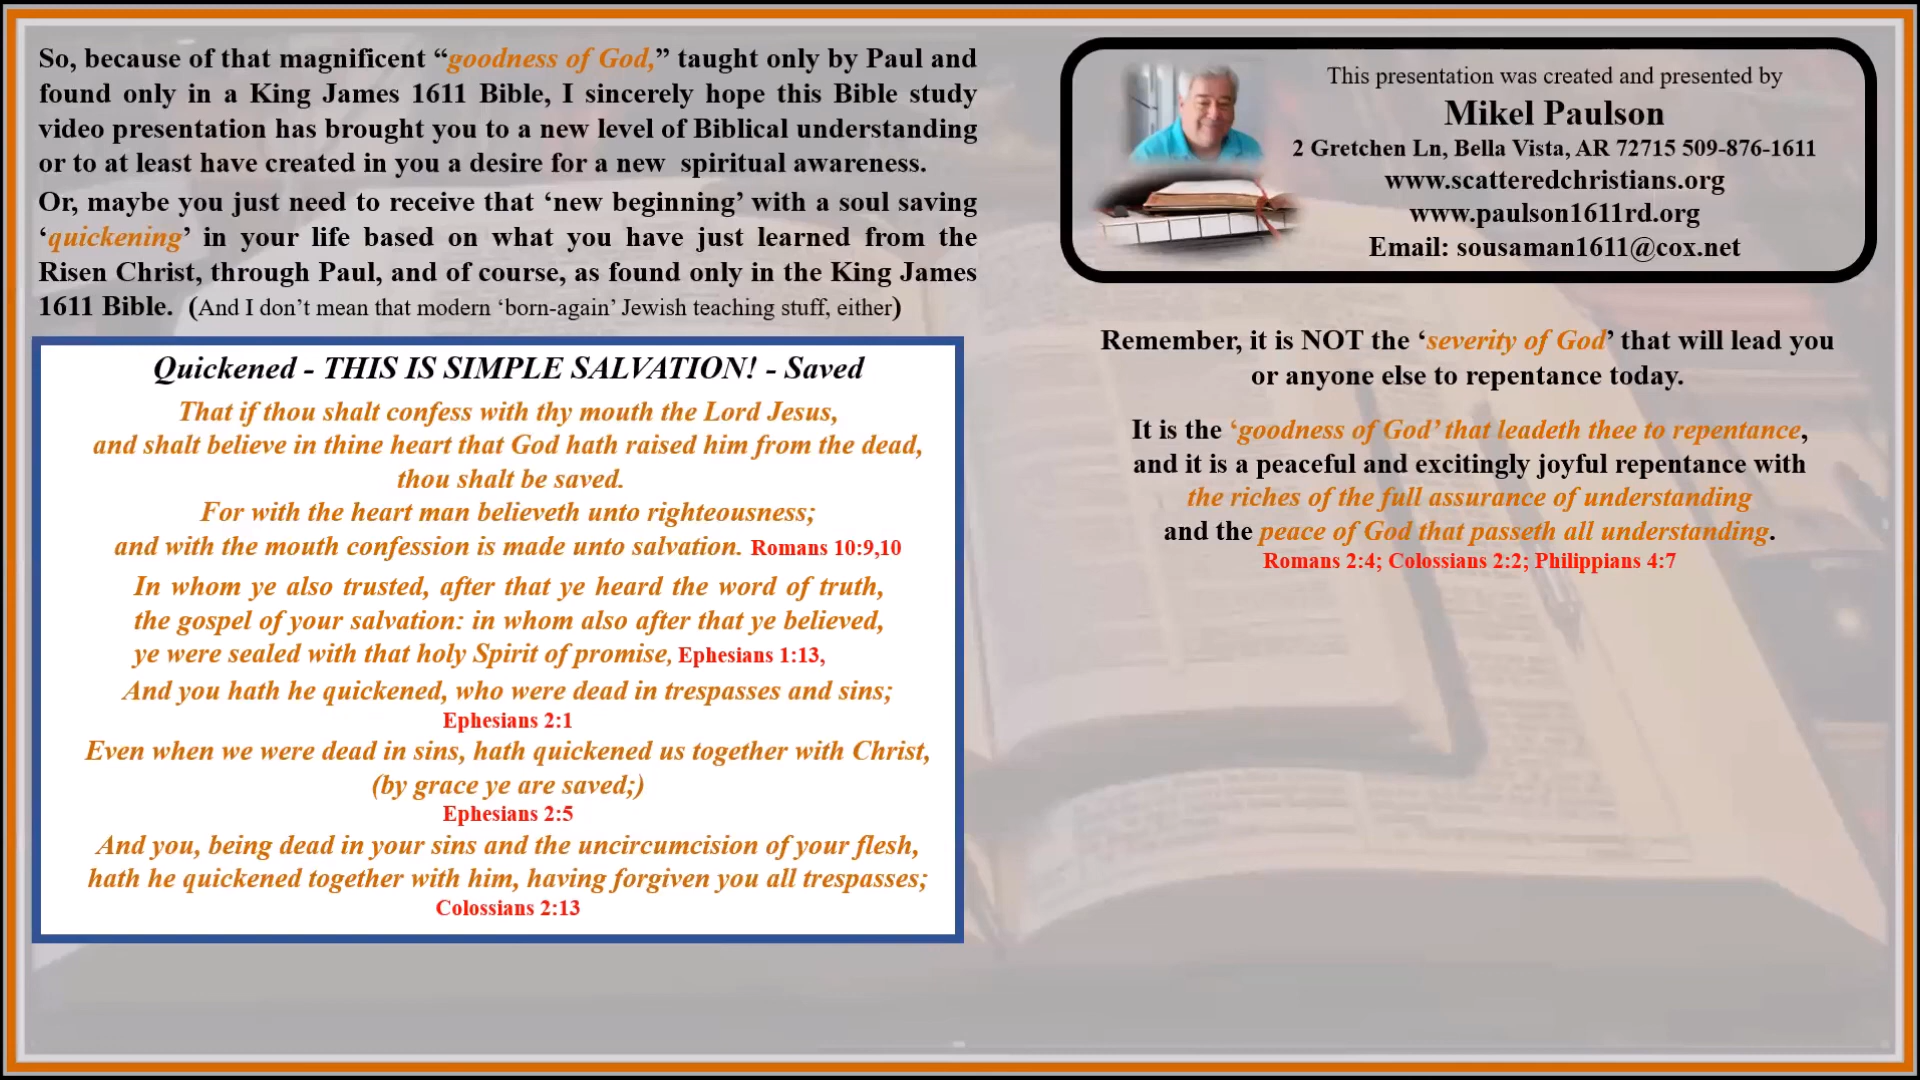 So, because of that magnificent “goodness of God,” taught only by Paul and
found only in a King James 1611 Bible, I sincerely hope this Bible study
video presentation has brought you to a new level of Biblical understanding
or to at least have created in you a desire for a new spiritual awareness.
Or, maybe you just need to receive that ‘new beginning’ with a soul saving
‘quickening’ in your life based on what you have just learned from the
Risen Christ, through Paul, and of course, as found only in the King James
1611 Bible. (And I don’t mean that modern ‘born-again’ Jewish teaching stuff, either)
Quickened - THIS IS SIMPLE SALVATION! - Saved
That if thou shalt confess with thy mouth the Lord Jesus,
and shalt believe in thine heart that God hath raised him from the dead,
thou shalt be saved.
For with the heart man believeth unto righteousness;
and with the mouth confession is made unto salvation. Romans 10:9,10
In whom ye also trusted, after that ye heard the word of truth,
the gospel of your salvation: in whom also after that ye believed,
ye were sealed with that holy Spirit of promise, Ephesians 1:13,
And you hath he quickened, who were dead in trespasses and sins;
Ephesians 2:1
Even when we were dead in sins, hath quickened us together with Christ,
(by grace ye are saved;)
Ephesians 2:5
And you, being dead in your sins and the uncircumcision of your flesh,
hath he quickened together with him, having forgiven you all trespasses;
Colossians 2:13
This presentation was created and presented by
Mikel Paulson
2 Gretchen Ln, Bella Vista, AR 72715 509-876-1611
www.scatteredchristians.org
www.paulson1611rd.org
Email: sousaman1611@cox.net
Remember, it is NOT the ‘severity of God’ that will lead you
or anyone else to repentance today.
It is the ‘goodness of God’ that leadeth thee to repentance,
and it is a peaceful and excitingly joyful repentance with
the riches of the full assurance of understanding
and the peace of God that passeth all understanding.
Romans 2:4; Colossians 2:2; Philippians 4:7